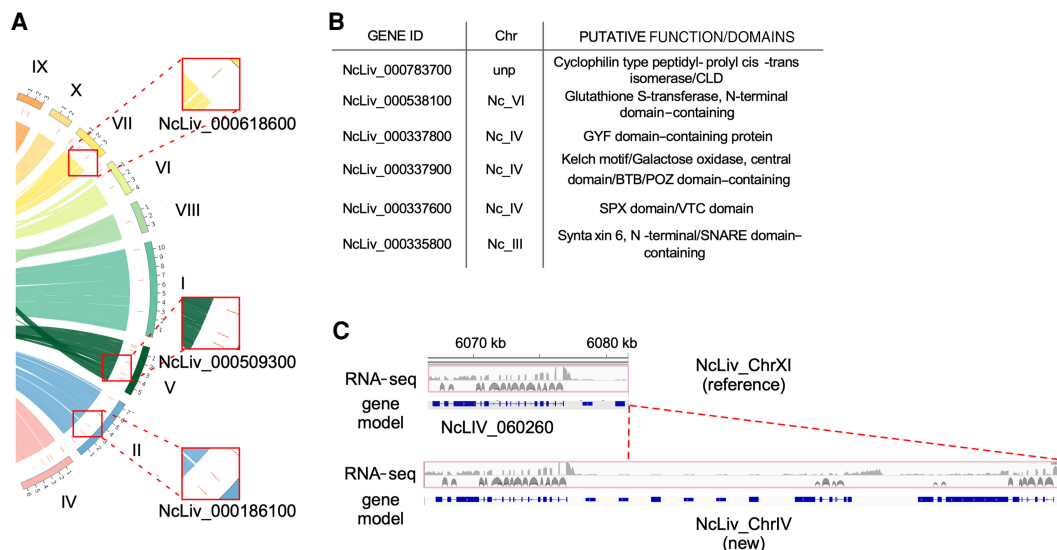 A
IX
X
VII
VI
VIII
I
V
II
IV
NcLiv_000618600
NcLiv_000509300
NcLiv_000186100
B
GENE ID Chr PUTATIVE FUNCTION/DOMAINS
NcLiv_000783700 unp Cyclophilin type peptidyl- prolyl cis -trans
isomerase/CLD
NcLiv_000538100 Nc_VI Glutathione S-transferase, N-terminal
domain–containing
NcLiv_000337800 Nc_IV GYF domain–containing protein
NcLiv_000337900 Nc_IV Kelch motif/Galactose oxidase, central
domain/BTB/POZ domain–containing
NcLiv_000337600 Nc_IV SPX domain/VTC domain
NcLiv_000335800 Nc_III Synta xin 6, N -terminal/SNARE domain–
containing
C
6070 kb 6080 kb
RNA-seq
gene
model
NcLIV_060260
NcLiv_ChrXI
(reference)
RNA-seq
gene
model
NcLiv_ChrIV
(new)